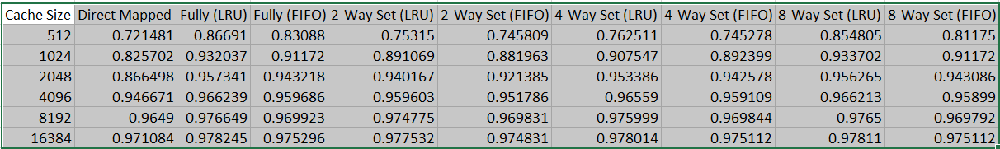 Cache Size Direct Mapped Fully (LRU) Fully (FIFO) 2-Way Set (LRU) 2-Way Set (FIFO) 4-Way Set (LRU) 4-Way Set (FIFO) 8-Way Set (LRU) 8-Way Set (FIFO)
512 0.721481 0.86691 0.83088 0.75315 0.745809 0.762511 0.745278 0.854805 0.81175
1024 0.825702 0.932037 0.91172 0.891069 0.881963 0.907547 0.892399 0.933702 0.91172
2048 0.866498 0.957341 0.943218 0.940167 0.921385 0.953386 0.942578 0.956265 0.943086
4096 0.946671 0.966239 0.959686 0.959603 0.951786 0.96559 0.959109 0.966213 0.95899
8192 0.9649 0.976649 0.969923 0.974775 0.969831 0.975999 0.969844 0.9765 0.969792
16384 0.971084 0.978245 0.975296 0.977532 0.974831 0.978014 0.975112 0.97811 0.975112